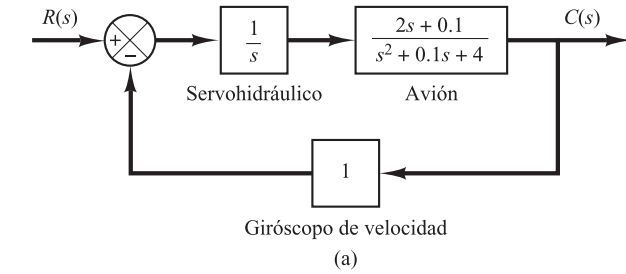 R(s)
C(s)
+
−
1
s
2s + 0.1
s² + 0.1s + 4
Servohidráulico
Avión
1
Giróscopo de velocidad
(a)